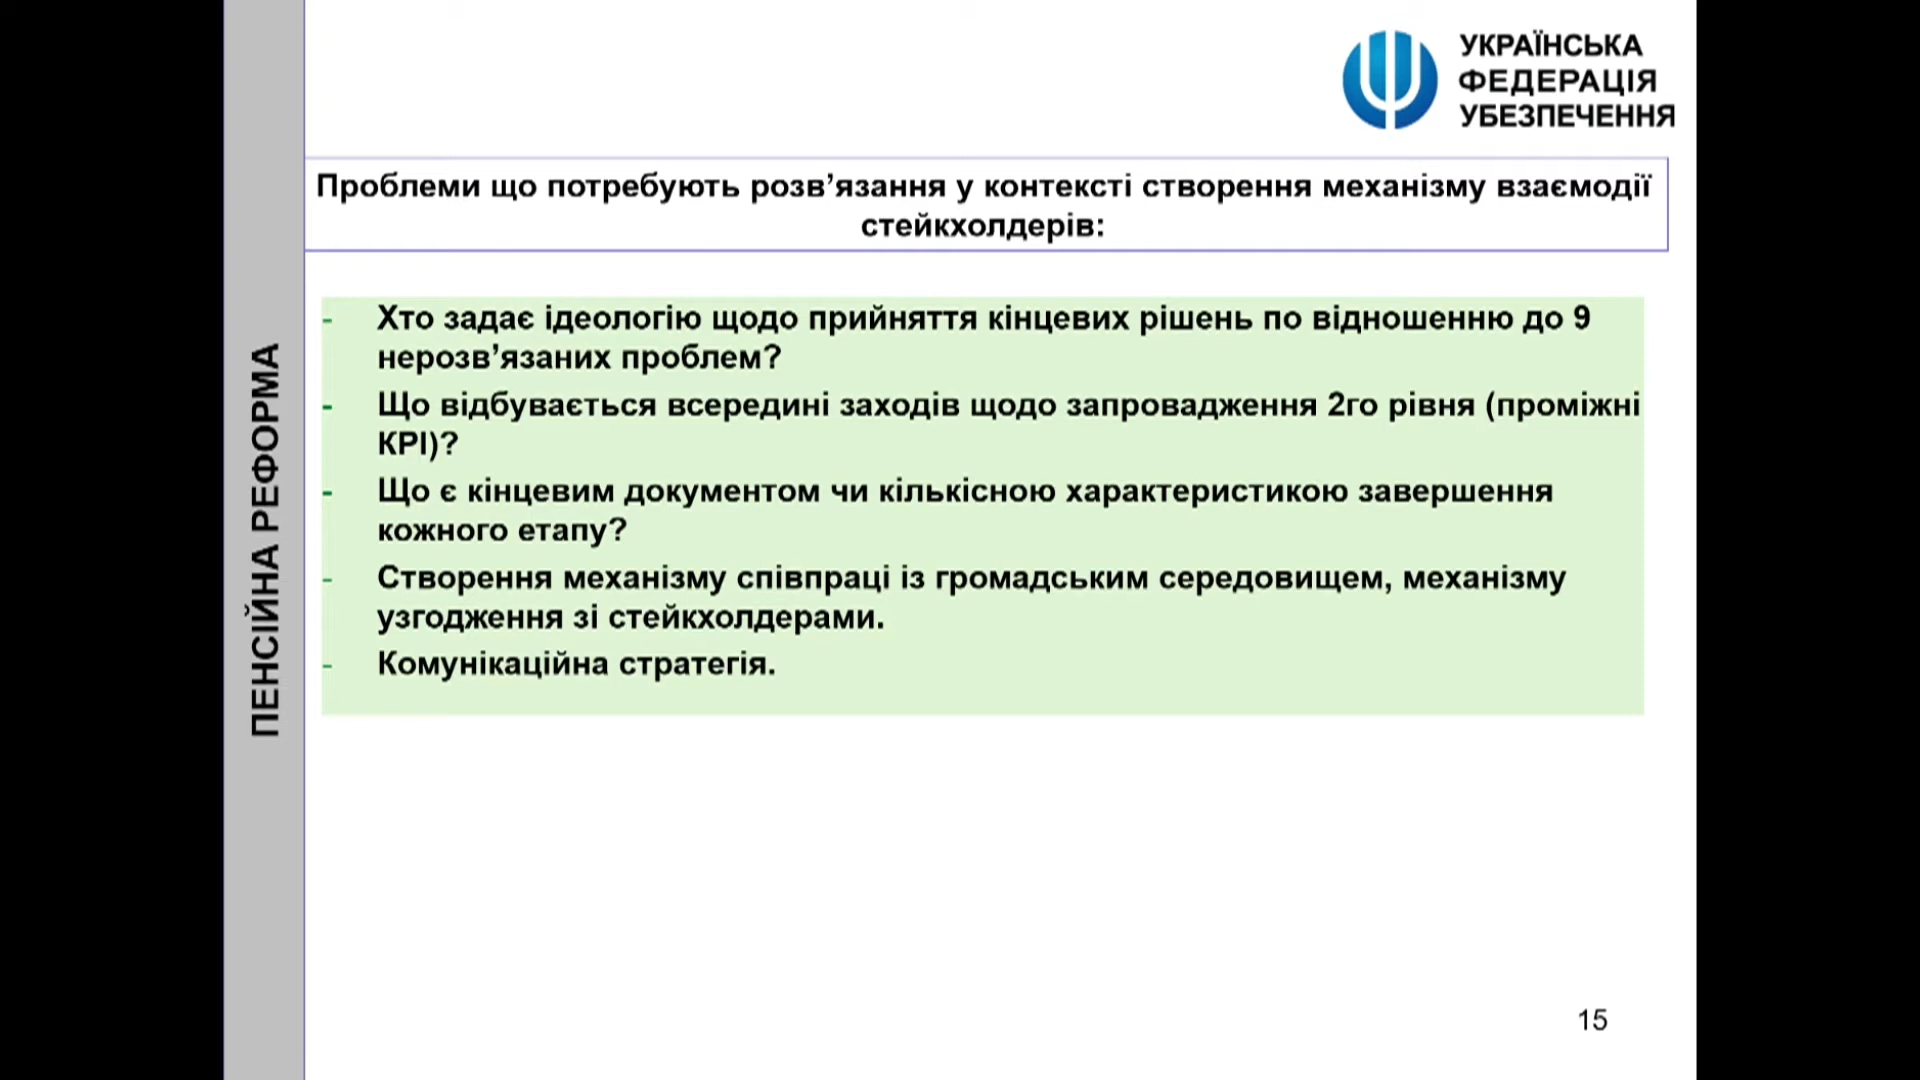 УКРАЇНСЬКА
ФЕДЕРАЦІЯ
УБЕЗПЕЧЕННЯ
Проблеми що потребують розв’язання у контексті створення механізму взаємодії
стейкхолдерів:
- Хто задає ідеологію щодо прийняття кінцевих рішень по відношенню до 9
нерозв’язаних проблем?
- Що відбувається всередині заходів щодо запровадження 2го рівня (проміжні
КРІ)?
- Що є кінцевим документом чи кількісною характеристикою завершення
кожного етапу?
- Створення механізму співпраці із громадським середовищем, механізму
узгодження зі стейкхолдерами.
- Комунікаційна стратегія.
ПЕНСІЙНА РЕФОРМА
15